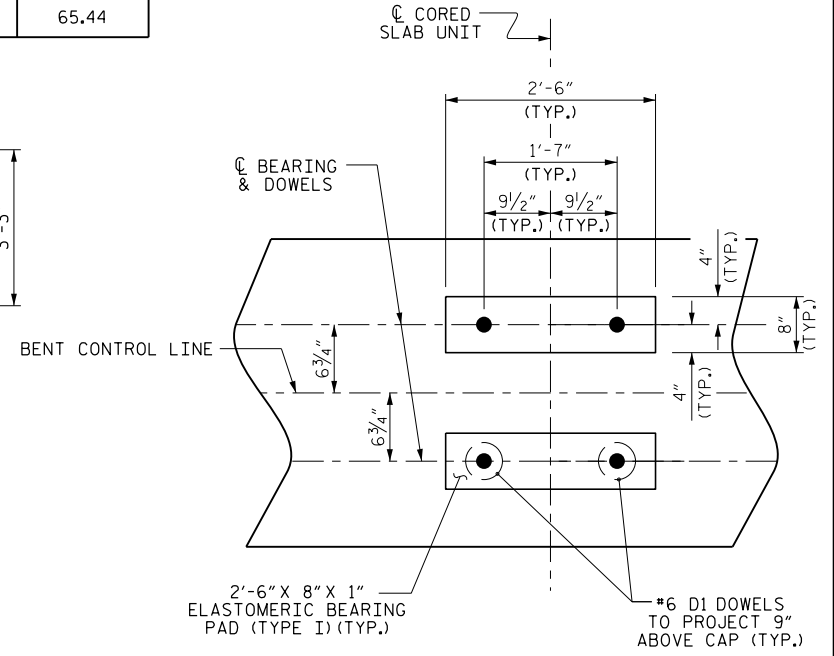 65.44
℄ CORED
SLAB UNIT
2'-6"
(TYP.)
1'-7"
(TYP.)
9½" 9½"
(TYP.) (TYP.)
℄ BEARING
& DOWELS
4"
(TYP.)
8"
(TYP.)
4"
(TYP.)
BENT CONTROL LINE
6¾"
6¾"
2'-6" X 8" X 1"
ELASTOMERIC BEARING
PAD (TYPE I)(TYP.)
#6 D1 DOWELS
TO PROJECT 9"
ABOVE CAP (TYP.)